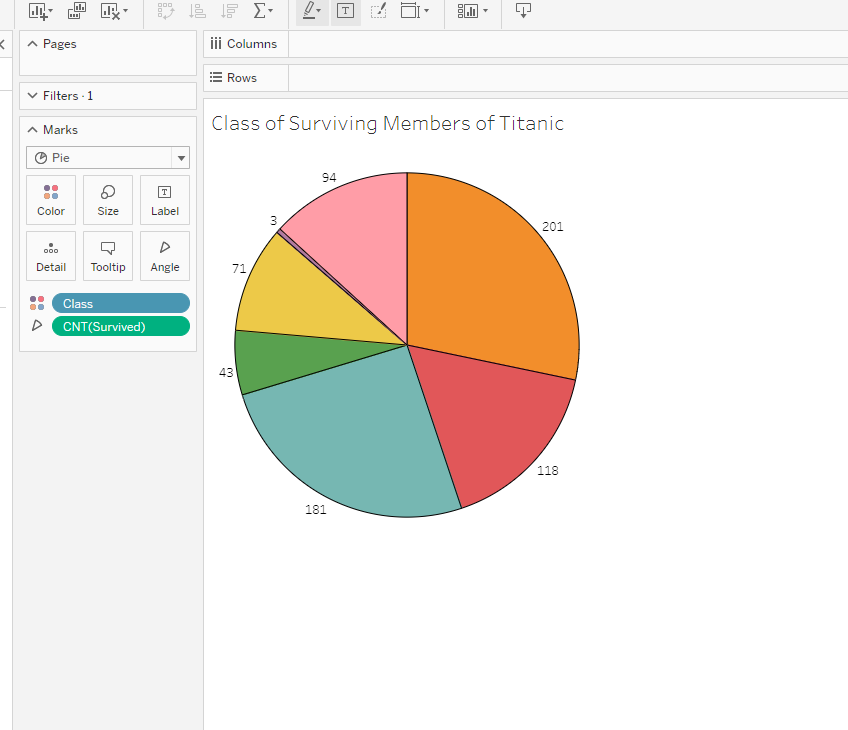 Pages
Columns
Rows
Filters · 1
Marks
Pie
Color
Size
Label
Detail
Tooltip
Angle
Class
CNT(Survived)
Class of Surviving Members of Titanic
94
201
3
71
43
118
181